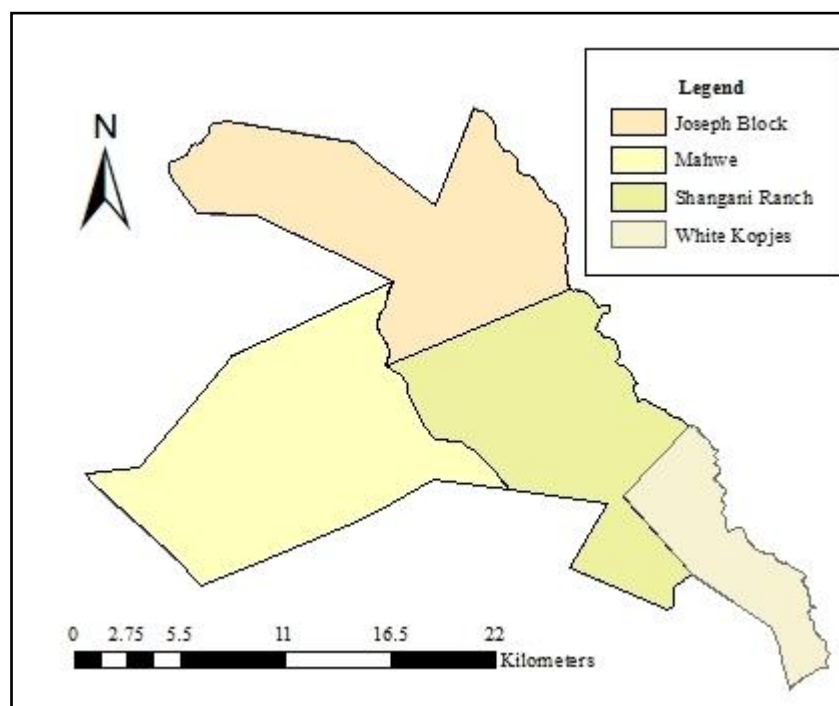 Legend
N
Joseph Block
Mahwe
Shangani Ranch
White Kopjes
0 2.75 5.5 11 16.5 22
Kilometers